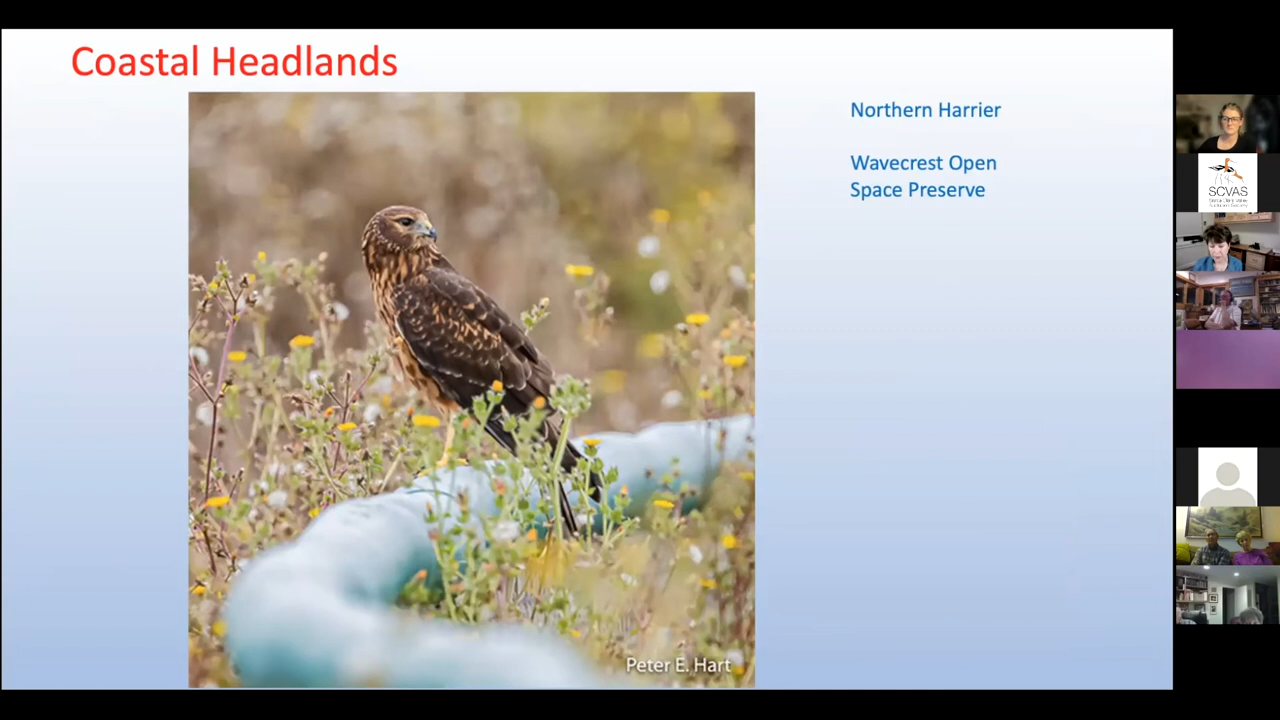 Coastal Headlands
Northern Harrier
Wavecrest Open
Space Preserve
Peter E. Hart
SCVAS